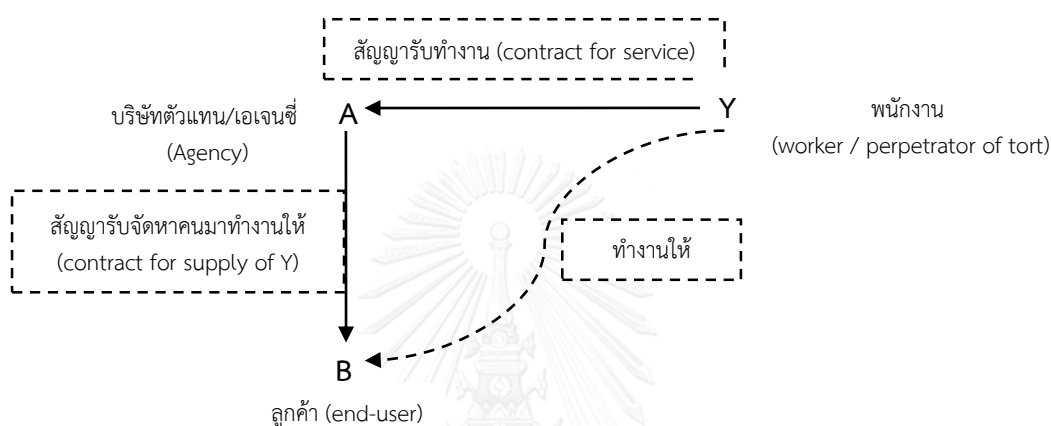 สัญญารับทำงาน (contract for service)
บริษัทตัวแทน/เอเจนซี่
(Agency)
A
Y
พนักงาน
(worker / perpetrator of tort)
สัญญารับจัดหาคนมาทำงานให้
(contract for supply of Y)
ทำงานให้
B
ลูกค้า (end-user)